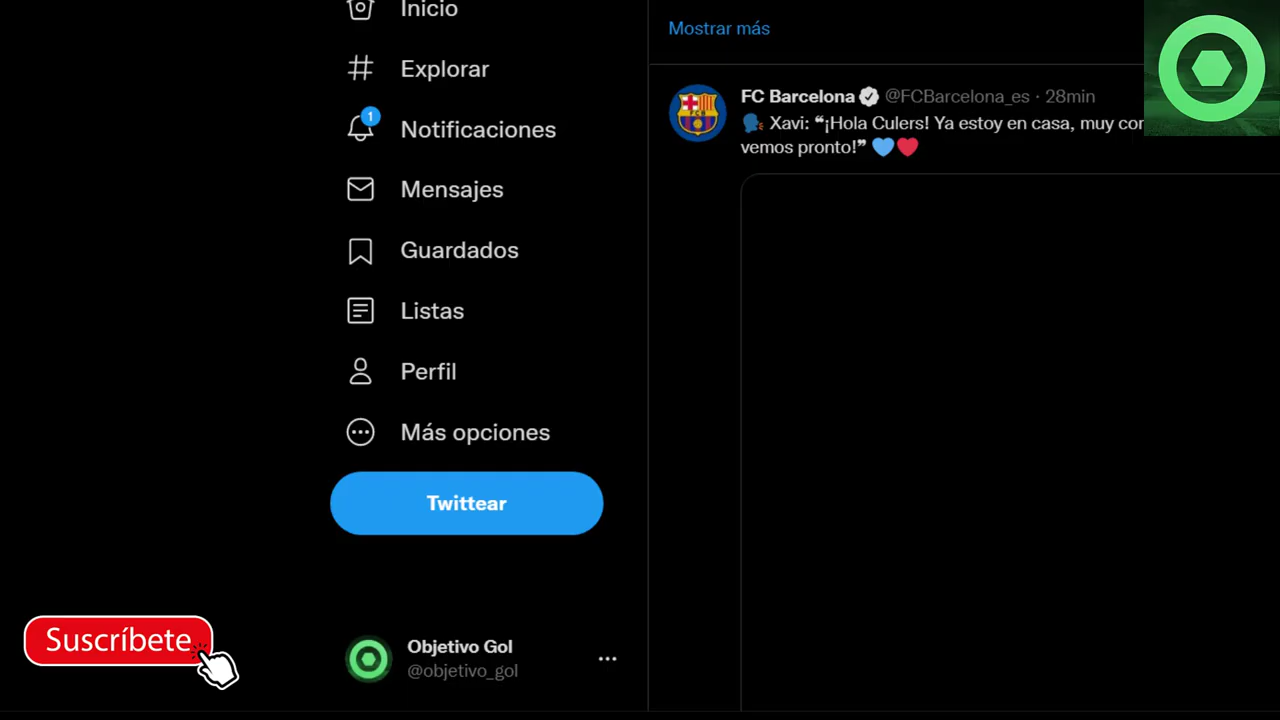 Inicio
Explorar
1
Notificaciones
Mensajes
Guardados
Listas
Perfil
Más opciones
Twittear
Objetivo Gol
@objetivo_gol
Suscríbete
Mostrar más
FC Barcelona @FCBarcelona_es · 28min
Xavi: ❝¡Hola Culers! Ya estoy en casa, muy
vemos pronto!❞